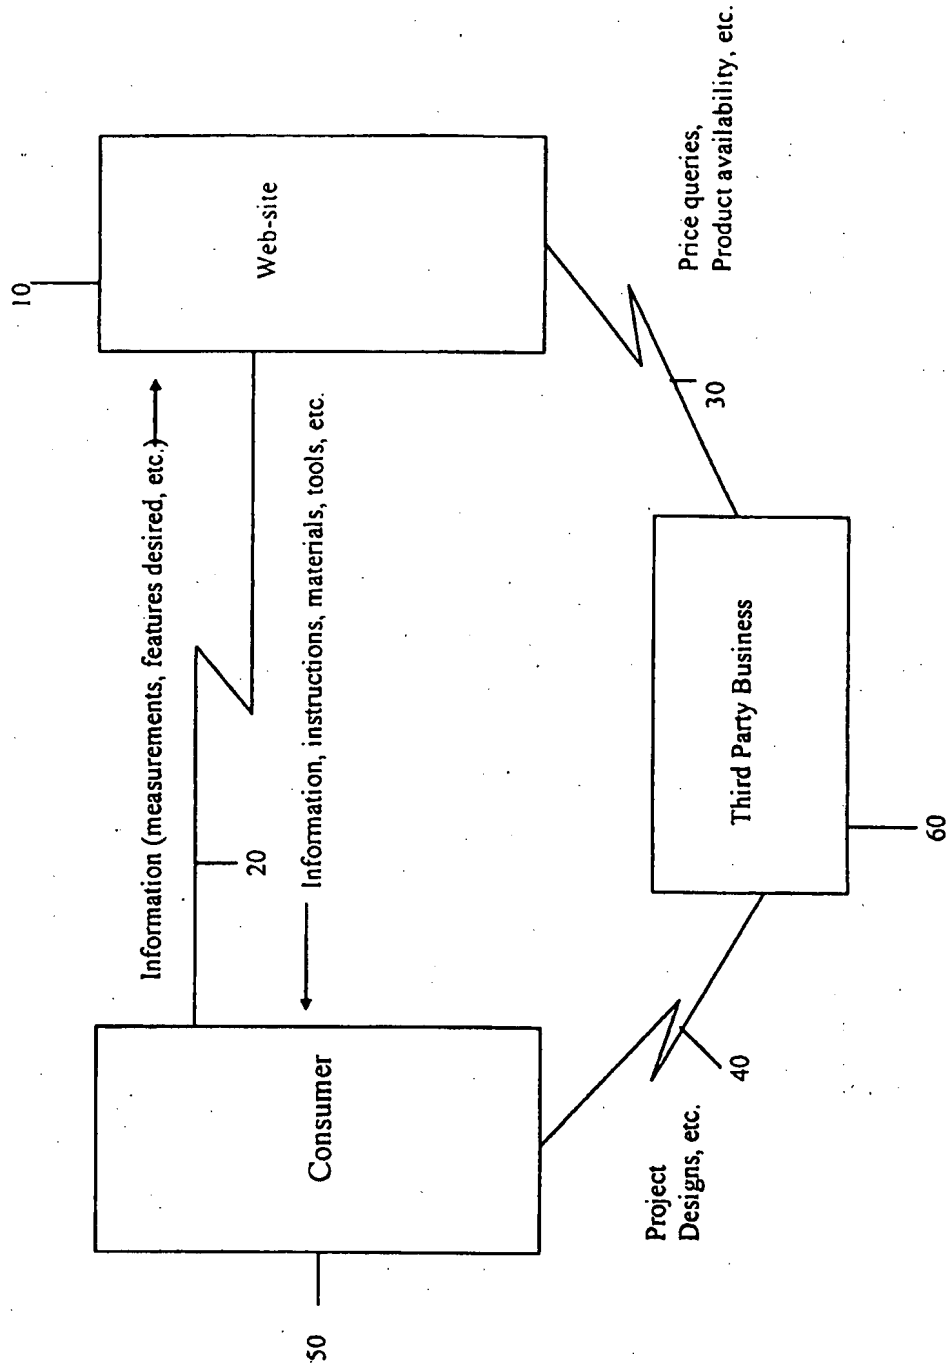 10
Web-site
Information (measurements, features desired, etc.)
20
Information, instructions, materials, tools, etc.
Consumer
50
Price queries,
Product availability, etc.
30
Third Party Business
60
Project
Designs, etc.
40